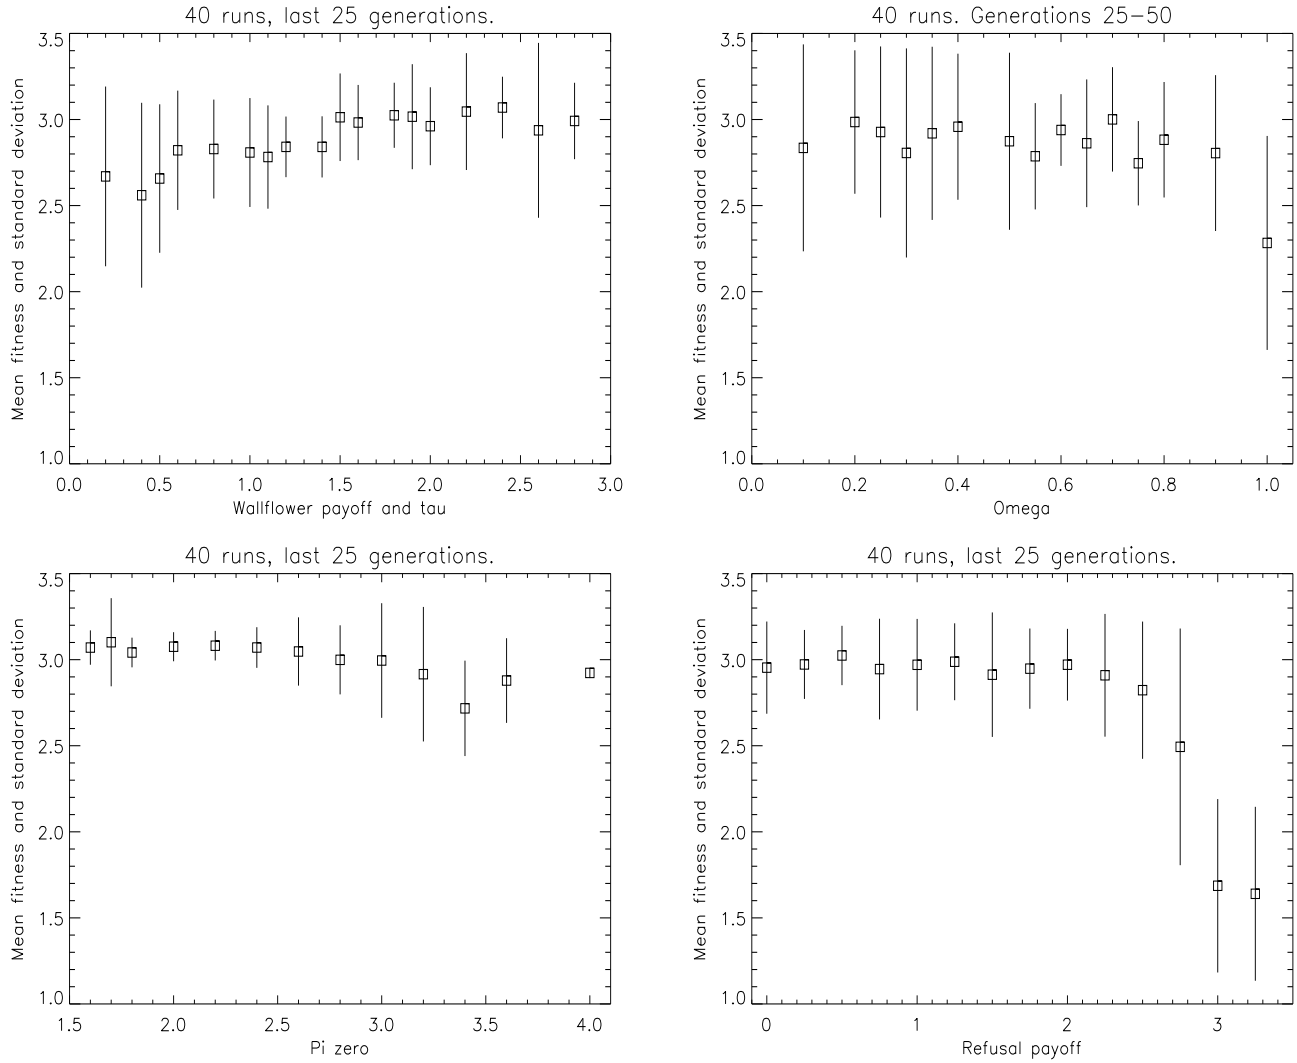 40 runs, last 25 generations.
Mean fitness and standard deviation
3.5
3.0
2.5
2.0
1.5
1.0
0.0 0.5 1.0 1.5 2.0 2.5 3.0
Wallflower payoff and tau
40 runs. Generations 25-50
Mean fitness and standard deviation
3.5
3.0
2.5
2.0
1.5
1.0
0.0 0.2 0.4 0.6 0.8 1.0
Omega
40 runs, last 25 generations.
Mean fitness and standard deviation
3.5
3.0
2.5
2.0
1.5
1.0
1.5 2.0 2.5 3.0 3.5 4.0
Pi zero
40 runs, last 25 generations.
Mean fitness and standard deviation
3.5
3.0
2.5
2.0
1.5
1.0
0 1 2 3
Refusal payoff